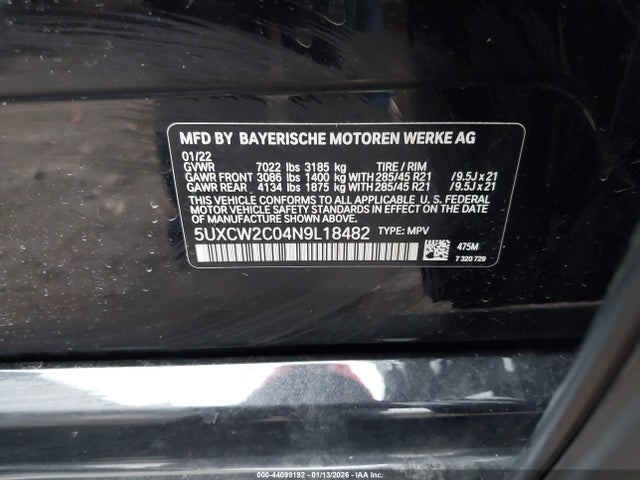 MFD BY BAYERISCHE MOTOREN WERKE AG
01/22
GVWR 7022 lbs 3185 kg TIRE / RIM
GAWR FRONT 3086 lbs 1400 kg WITH 285/45 R21 /9.5J x 21
GAWR REAR 4134 lbs 1875 kg WITH 285/45 R21 /9.5J x 21
THIS VEHICLE CONFORMS TO ALL APPLICABLE U. S. FEDERAL
MOTOR VEHICLE SAFETY STANDARDS IN EFFECT ON THE DATE OF
MANUFACTURE SHOWN ABOVE.
5UXCW2C04N9L18482 TYPE: MPV
475M
7 320 729
000-44099192 - 01/13/2026 - IAA Inc.